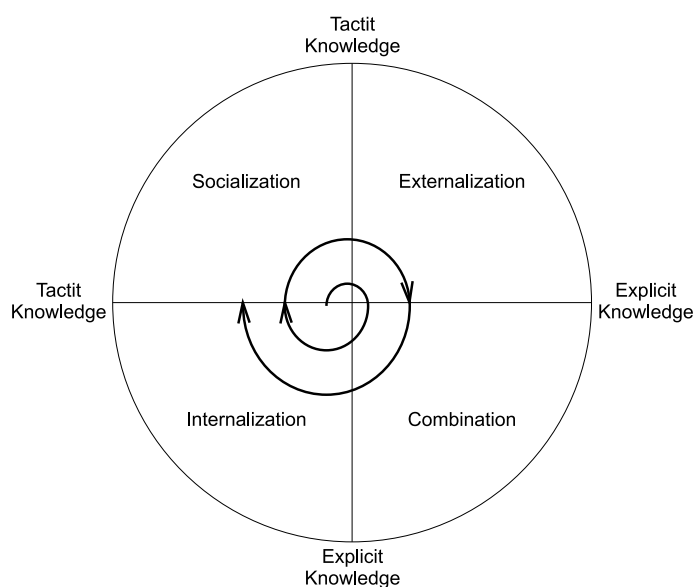 Tactit
Knowledge
Socialization
Externalization
Tactit
Knowledge
Explicit
Knowledge
Internalization
Combination
Explicit
Knowledge